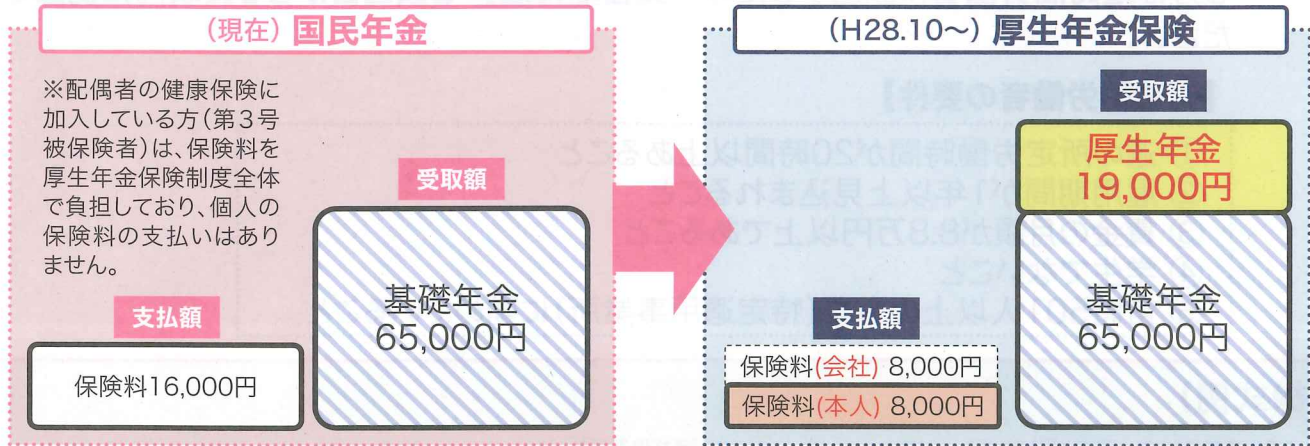 (現在) 国民年金
※配偶者の健康保険に
加入している方(第3号
被保険者)は、保険料を
厚生年金保険制度全体
で負担しており、個人の
保険料の支払いはあり
ません。
支払額
保険料16,000円
受取額
基礎年金
65,000円
(H28.10~) 厚生年金保険
受取額
厚生年金
19,000円
基礎年金
65,000円
支払額
保険料(会社) 8,000円
保険料(本人) 8,000円